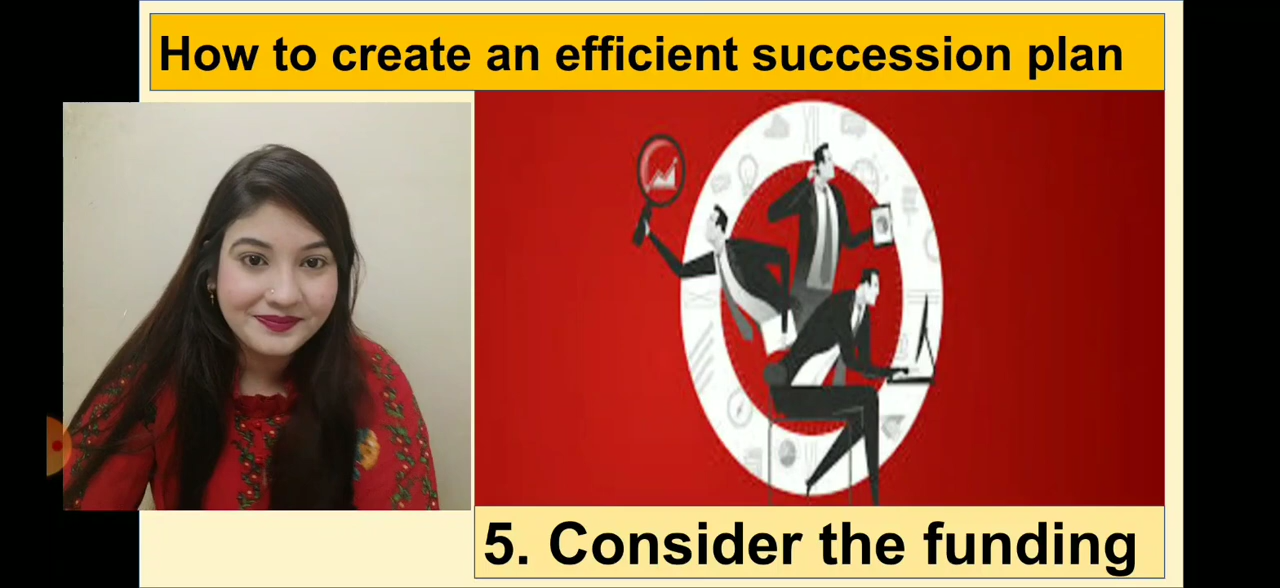 How to create an efficient succession plan
5. Consider the funding